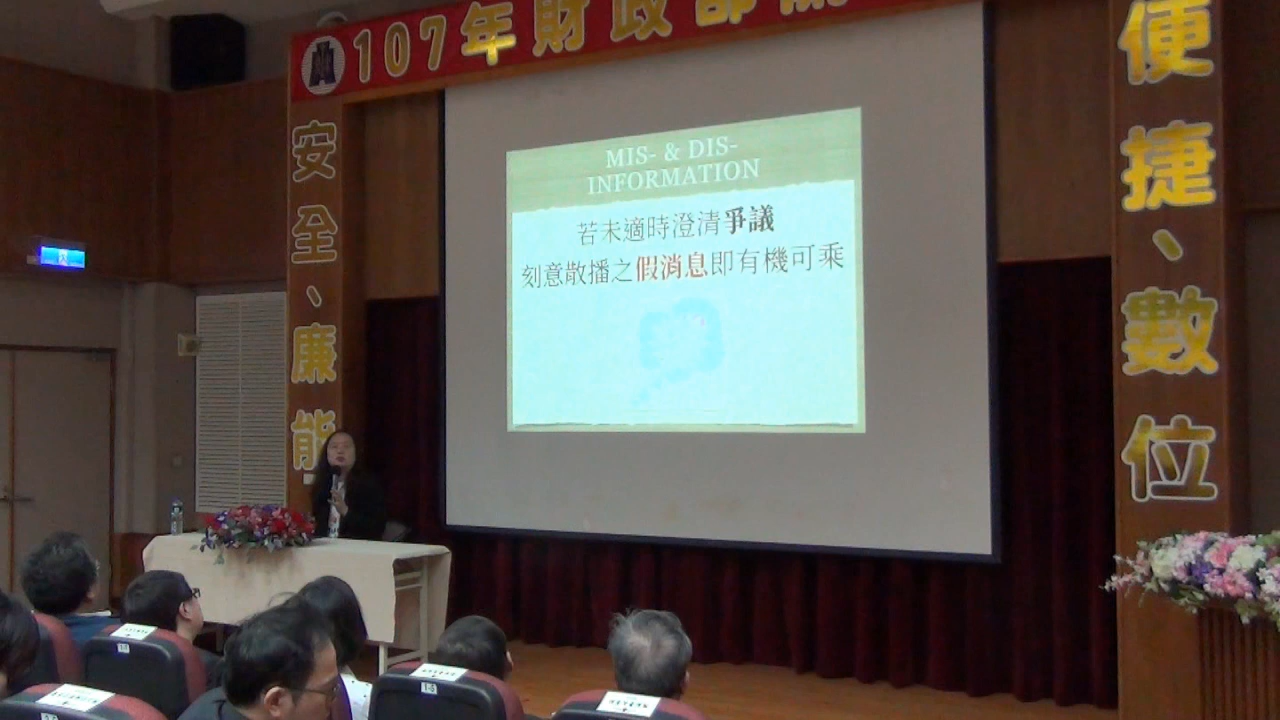 107年財政部
安全、廉能
便捷、數位
MIS- & DIS-
INFORMATION
若未適時澄清爭議
刻意散播之假消息即有機可乘
1-5